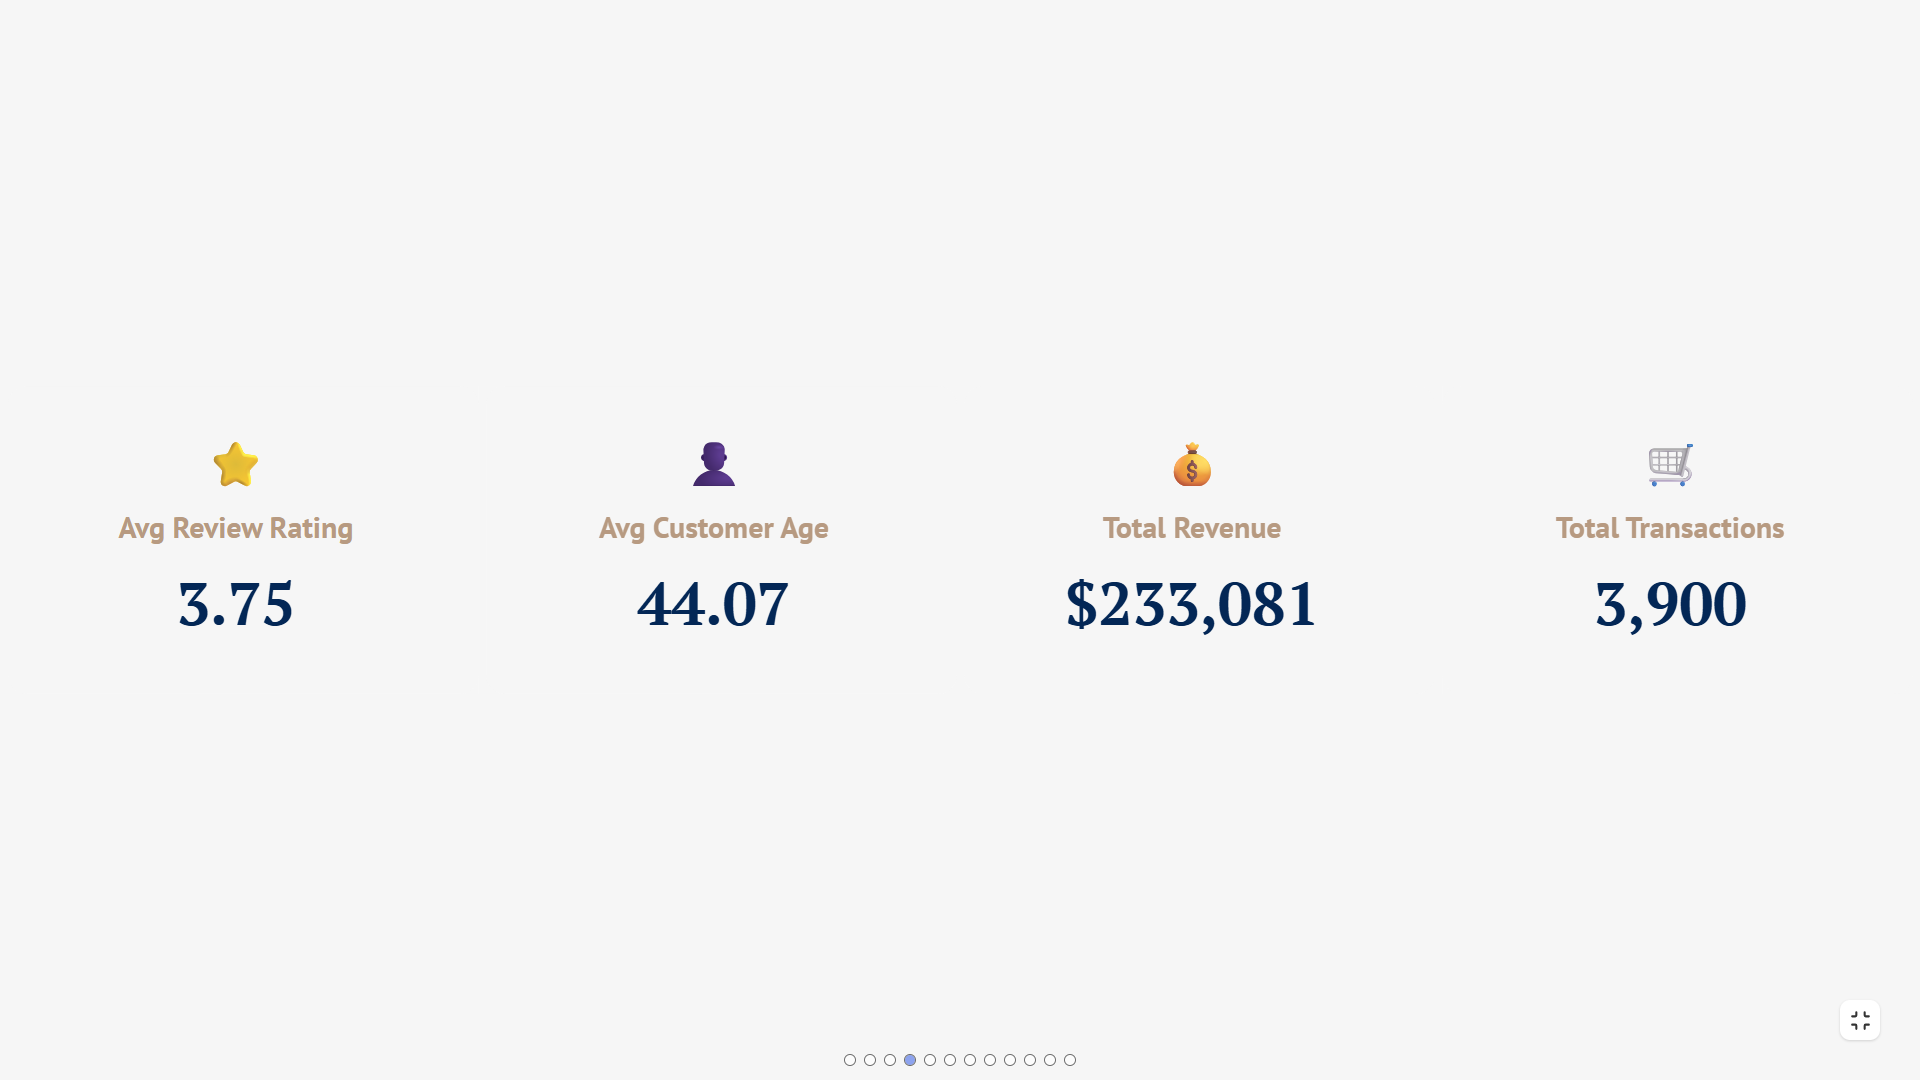 Avg Review Rating
3.75
Avg Customer Age
44.07
$
Total Revenue
$233,081
Total Transactions
3,900